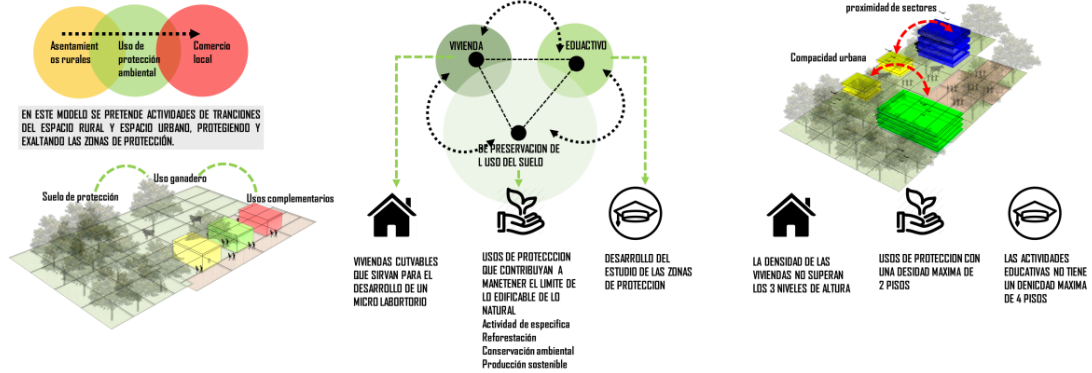 Asentamient
os rurales
Uso de
protección
ambiental
Comercio
local
EN ESTE MODELO SE PRETENDE ACTIVIDADES DE TRANCIONES
DEL ESPACIO RURAL Y ESPACIO URBANO, PROTEGIENDO Y
EXALTANDO LAS ZONAS DE PROTECCIÓN.
Suelo de protección
Uso ganadero
Usos complementarios
VIVIENDA
EDUACTIVO
DE PRESERVACION DE
L USO DEL SUELO
VIVIENDAS CUTVABLES
QUE SIRVAN PARA EL
DESARROLLO DE UN
MICRO LABORTORIO
USOS DE PROTECCCION
QUE CONTRIBUYAN A
MANETENER EL LIMITE DE
LO EDIFICABLE DE LO
NATURAL
Actividad de especifica
Reforestación
Conservación ambiental
Producción sostenible
DESARROLLO DEL
ESTUDIO DE LAS ZONAS
DE PROTECCION
proximidad de sectores
Compacidad urbana
LA DENSIDAD DE LAS
VIVIENDAS NO SUPERAN
LOS 3 NIVELES DE ALTURA
USOS DE PROTECCION CON
UNA DESIDAD MAXIMA DE
2 PISOS
LAS ACTIVIDADES
EDUCATIVAS NO TIENE
UN DENICDAD MAXIMA
DE 4 PISOS